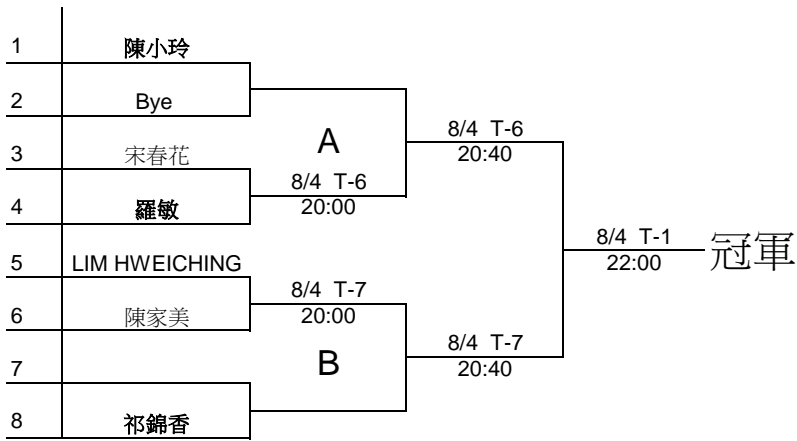 1 陳小玲
2 Bye
A
8/4 T-6
20:40
3 宋春花
8/4 T-6
20:00
4 羅敏
8/4 T-1
22:00
冠軍
5 LIM HWEICHING
8/4 T-7
20:00
6 陳家美
8/4 T-7
20:40
B
7
8 祁錦香